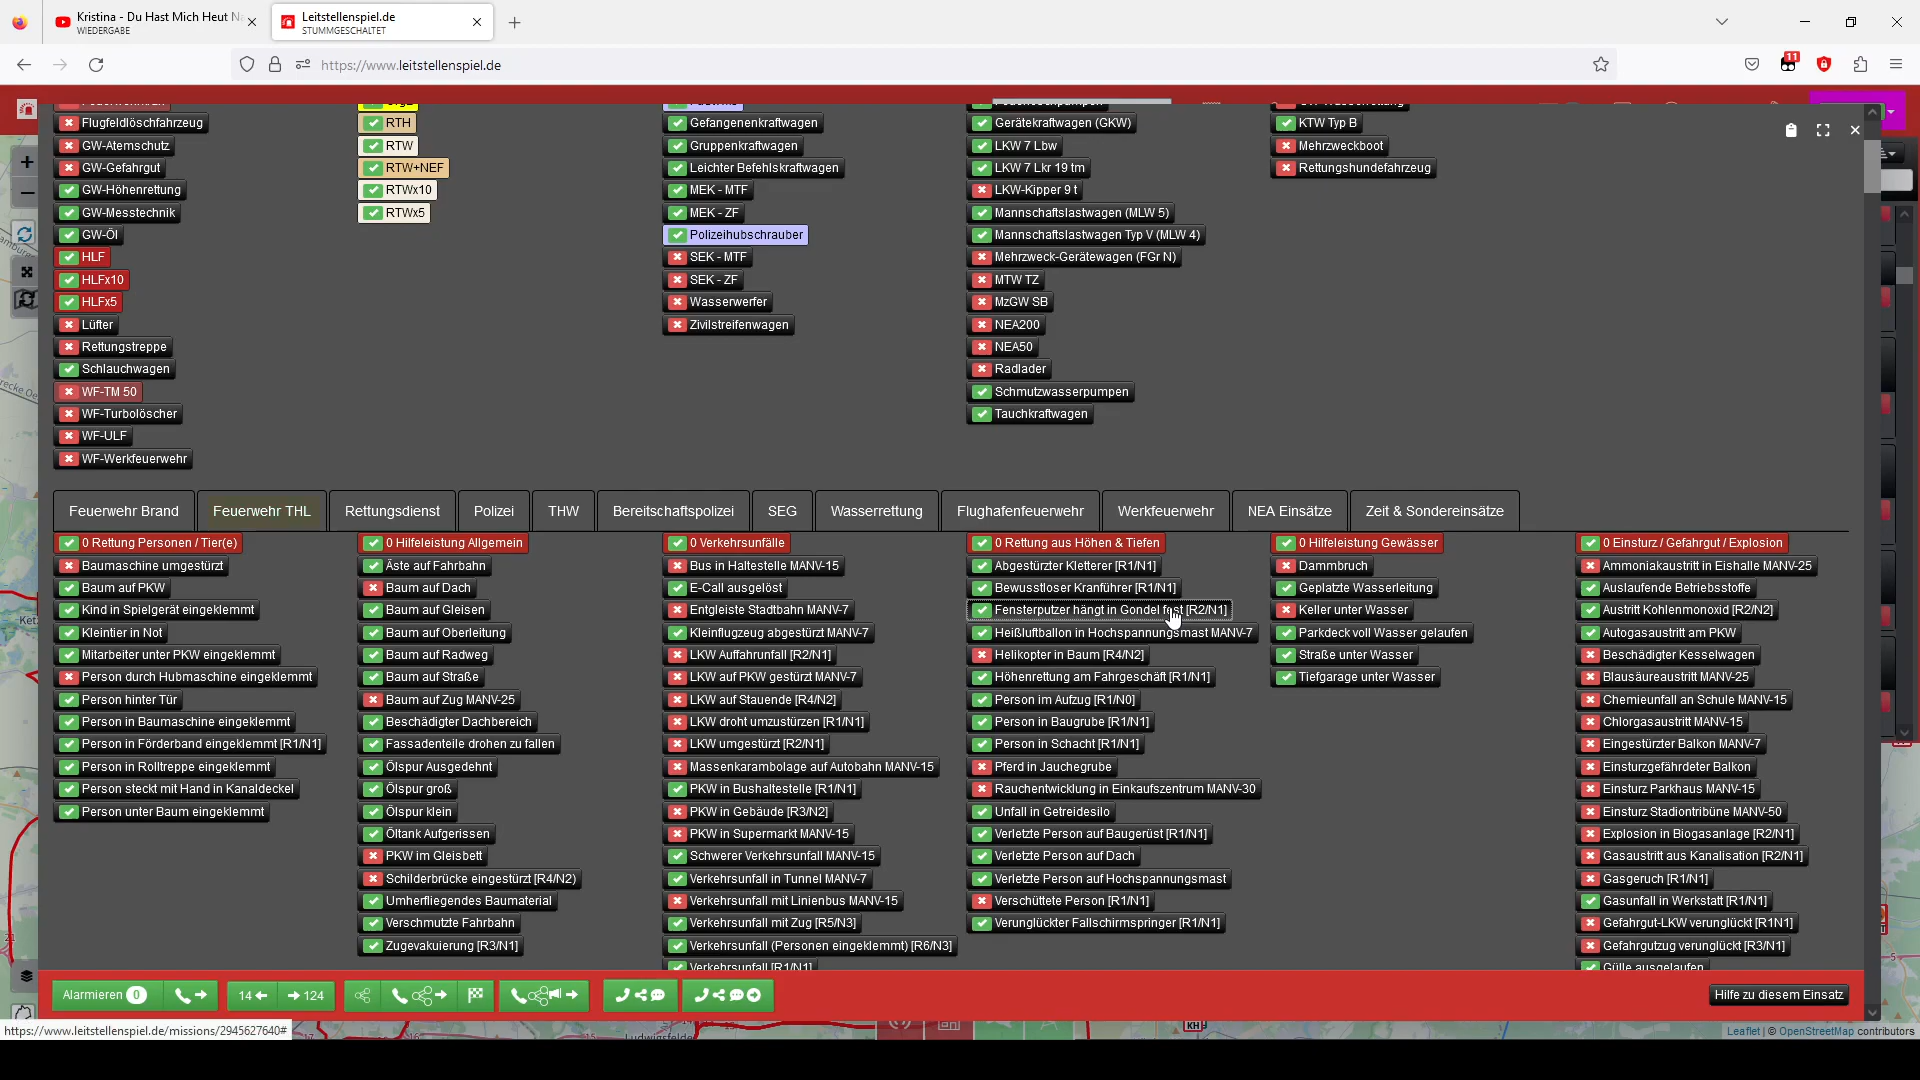 Kristina - Du Hast Mich Heut N
WIEDERGABE
Leitstellenspiel.de
STUMMGESCHALTET
https://www.leitstellenspiel.de
11
Flugfeldlöschfahrzeug
GW-Atemschutz
GW-Gefahrgut
GW-Höhenrettung
GW-Messtechnik
GW-Öl
HLF
HLFx10
HLFx5
Lüfter
Rettungstreppe
Schlauchwagen
WF-TM 50
WF-Turbolöscher
WF-ULF
WF-Werkfeuerwehr
RTH
RTW
RTW+NEF
RTWx10
RTWx5
Gefangenenkraftwagen
Gruppenkraftwagen
Leichter Befehlskraftwagen
MEK - MTF
MEK - ZF
Polizeihubschrauber
SEK - MTF
SEK - ZF
Wasserwerfer
Zivilstreifenwagen
Gerätekraftwagen (GKW)
LKW 7 Lbw
LKW 7 Lkr 19 tm
LKW-Kipper 9 t
Mannschaftslastwagen (MLW 5)
Mannschaftslastwagen Typ V (MLW 4)
Mehrzweck-Gerätewagen (FGr N)
MTW TZ
MzGW SB
NEA200
NEA50
Radlader
Schmutzwasserpumpen
Tauchkraftwagen
KTW Typ B
Mehrzweckboot
Rettungshundefahrzeug
Feuerwehr Brand
Feuerwehr THL
Rettungsdienst
Polizei
THW
Bereitschaftspolizei
SEG
Wasserrettung
Flughafenfeuerwehr
Werkfeuerwehr
NEA Einsätze
Zeit & Sondereinsätze
0 Rettung Personen / Tier(e)
Baumaschine umgestürzt
Baum auf PKW
Kind in Spielgerät eingeklemmt
Kleintier in Not
Mitarbeiter unter PKW eingeklemmt
Person durch Hubmaschine eingeklemmt
Person hinter Tür
Person in Baumaschine eingeklemmt
Person in Förderband eingeklemmt [R1/N1]
Person in Rolltreppe eingeklemmt
Person steckt mit Hand in Kanaldeckel
Person unter Baum eingeklemmt
0 Hilfeleistung Allgemein
Äste auf Fahrbahn
Baum auf Dach
Baum auf Gleisen
Baum auf Oberleitung
Baum auf Radweg
Baum auf Straße
Baum auf Zug MANV-25
Beschädigter Dachbereich
Fassadenteile drohen zu fallen
Ölspur Ausgedehnt
Ölspur groß
Ölspur klein
Öltank Aufgerissen
PKW im Gleisbett
Schilderbrücke eingestürzt [R4/N2)
Umherfliegendes Baumaterial
Verschmutzte Fahrbahn
Zugevakuierung [R3/N1]
0 Verkehrsunfälle
Bus in Haltestelle MANV-15
E-Call ausgelöst
Entgleiste Stadtbahn MANV-7
Kleinflugzeug abgestürzt MANV-7
LKW Auffahrunfall [R2/N1]
LKW auf PKW gestürzt MANV-7
LKW auf Stauende [R4/N2]
LKW droht umzustürzen [R1/N1]
LKW umgestürzt [R2/N1]
Massenkarambolage auf Autobahn MANV-15
PKW in Bushaltestelle [R1/N1]
PKW in Gebäude [R3/N2]
PKW in Supermarkt MANV-15
Schwerer Verkehrsunfall MANV-15
Verkehrsunfall in Tunnel MANV-7
Verkehrsunfall mit Linienbus MANV-15
Verkehrsunfall mit Zug [R5/N3]
Verkehrsunfall (Personen eingeklemmt) [R6/N3]
Verkehrsunfall [R1/N1]
0 Rettung aus Höhen & Tiefen
Abgestürzter Kletterer [R1/N1]
Bewusstloser Kranführer [R1/N1]
Fensterputzer hängt in Gondel fest [R2/N1]
Heißluftballon in Hochspannungsmast MANV-7
Helikopter in Baum [R4/N2]
Höhenrettung am Fahrgeschäft [R1/N1]
Person im Aufzug [R1/N0]
Person in Baugrube [R1/N1]
Person in Schacht [R1/N1]
Pferd in Jauchegrube
Rauchentwicklung in Einkaufszentrum MANV-30
Unfall in Getreidesilo
Verletzte Person auf Baugerüst [R1/N1]
Verletzte Person auf Dach
Verletzte Person auf Hochspannungsmast
Verschüttete Person [R1/N1]
Verunglückter Fallschirmspringer [R1/N1]
0 Hilfeleistung Gewässer
Dammbruch
Geplatzte Wasserleitung
Keller unter Wasser
Parkdeck voll Wasser gelaufen
Straße unter Wasser
Tiefgarage unter Wasser
0 Einsturz / Gefahrgut / Explosion
Ammoniakaustritt in Eishalle MANV-25
Auslaufende Betriebsstoffe
Austritt Kohlenmonoxid [R2/N2]
Autogasaustritt am PKW
Beschädigter Kesselwagen
Blausäureaustritt MANV-25
Chemieunfall an Schule MANV-15
Chlorgasaustritt MANV-15
Eingestürzter Balkon MANV-7
Einsturzgefährdeter Balkon
Einsturz Parkhaus MANV-15
Einsturz Stadiontribüne MANV-50
Explosion in Biogasanlage [R2/N1]
Gasaustritt aus Kanalisation [R2/N1]
Gasgeruch [R1/N1]
Gasunfall in Werkstatt [R1/N1]
Gefahrgut-LKW verunglückt [R1N1]
Gefahrgutzug verunglückt [R3/N1]
Gülle ausgelaufen
Alarmieren 0
14
124
Hilfe zu diesem Einsatz
https://www.leitstellenspiel.de/missions/2945627640#
Ludwigsfelde
KH
Leaflet | © OpenStreetMap contributors